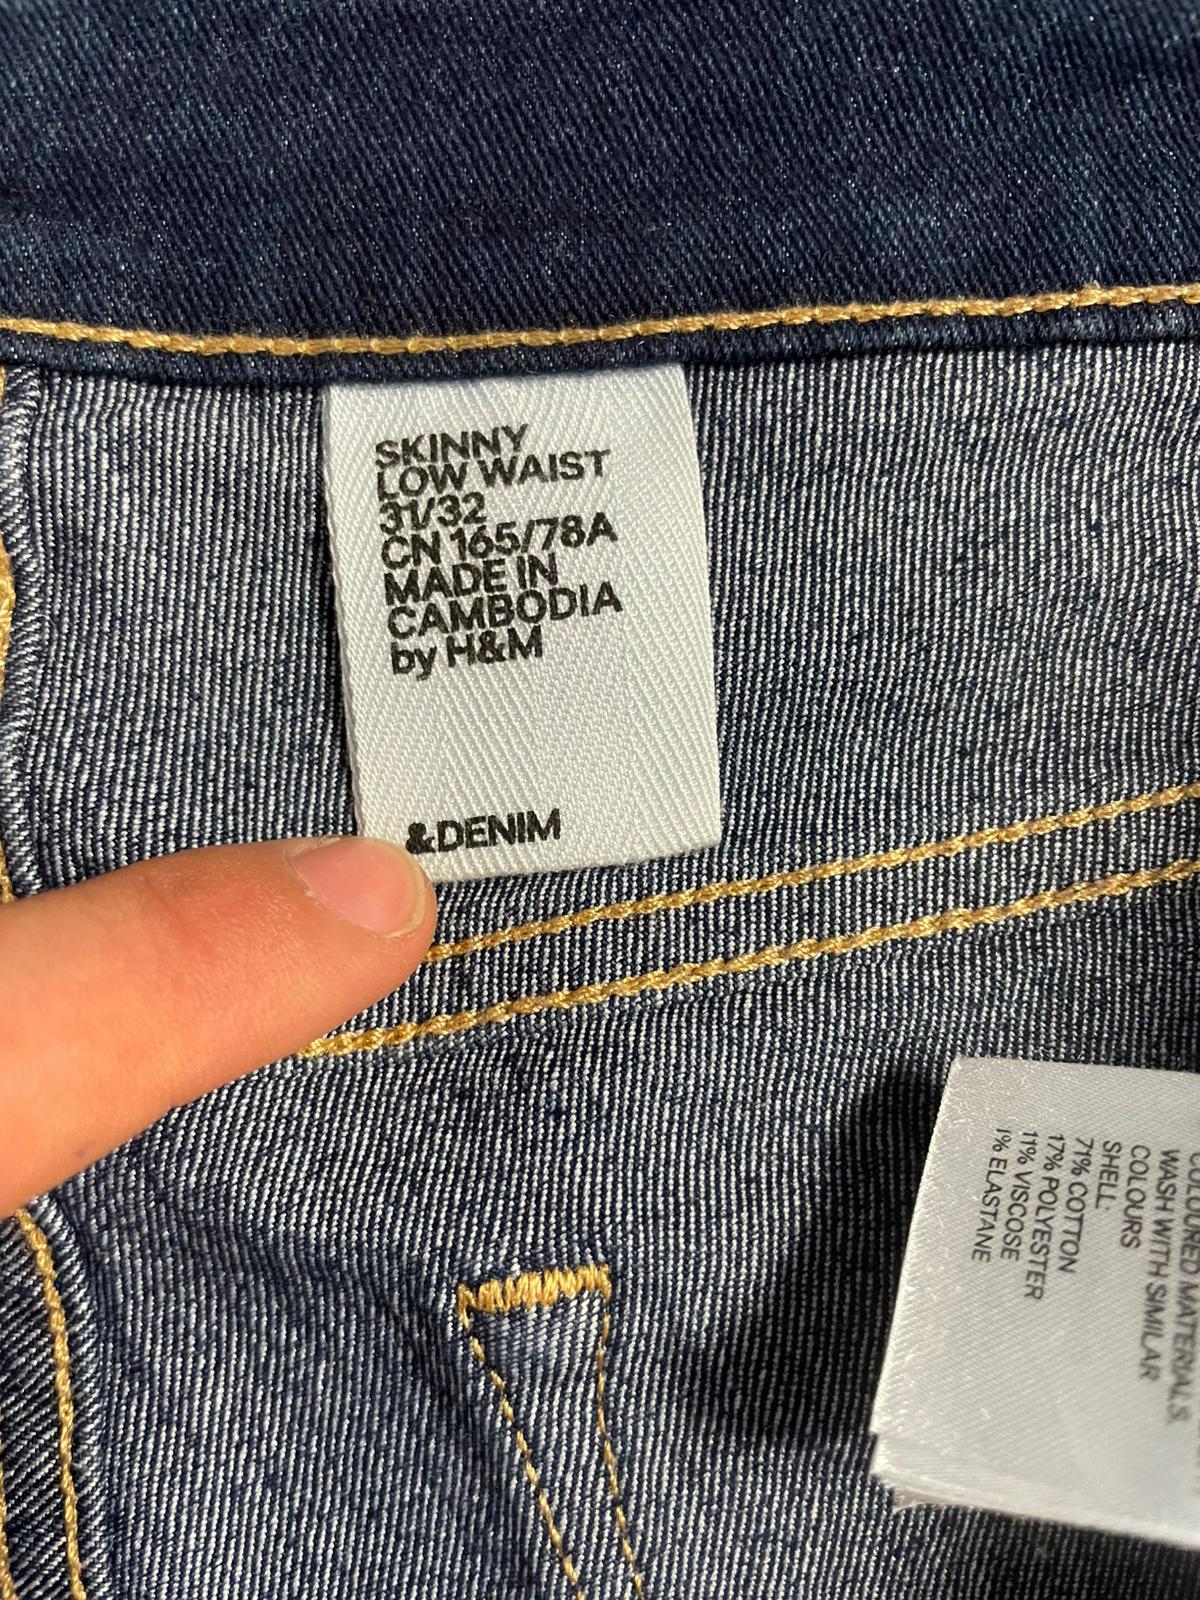 SKINNY
LOW WAIST
31/32
CN 165/78A
MADE IN
CAMBODIA
by H&M
&DENIM
COLOURED MATERIALS.
WASH WITH SIMILAR
COLOURS
SHELL:
71% COTTON
17% POLYESTER
11% VISCOSE
1% ELASTANE